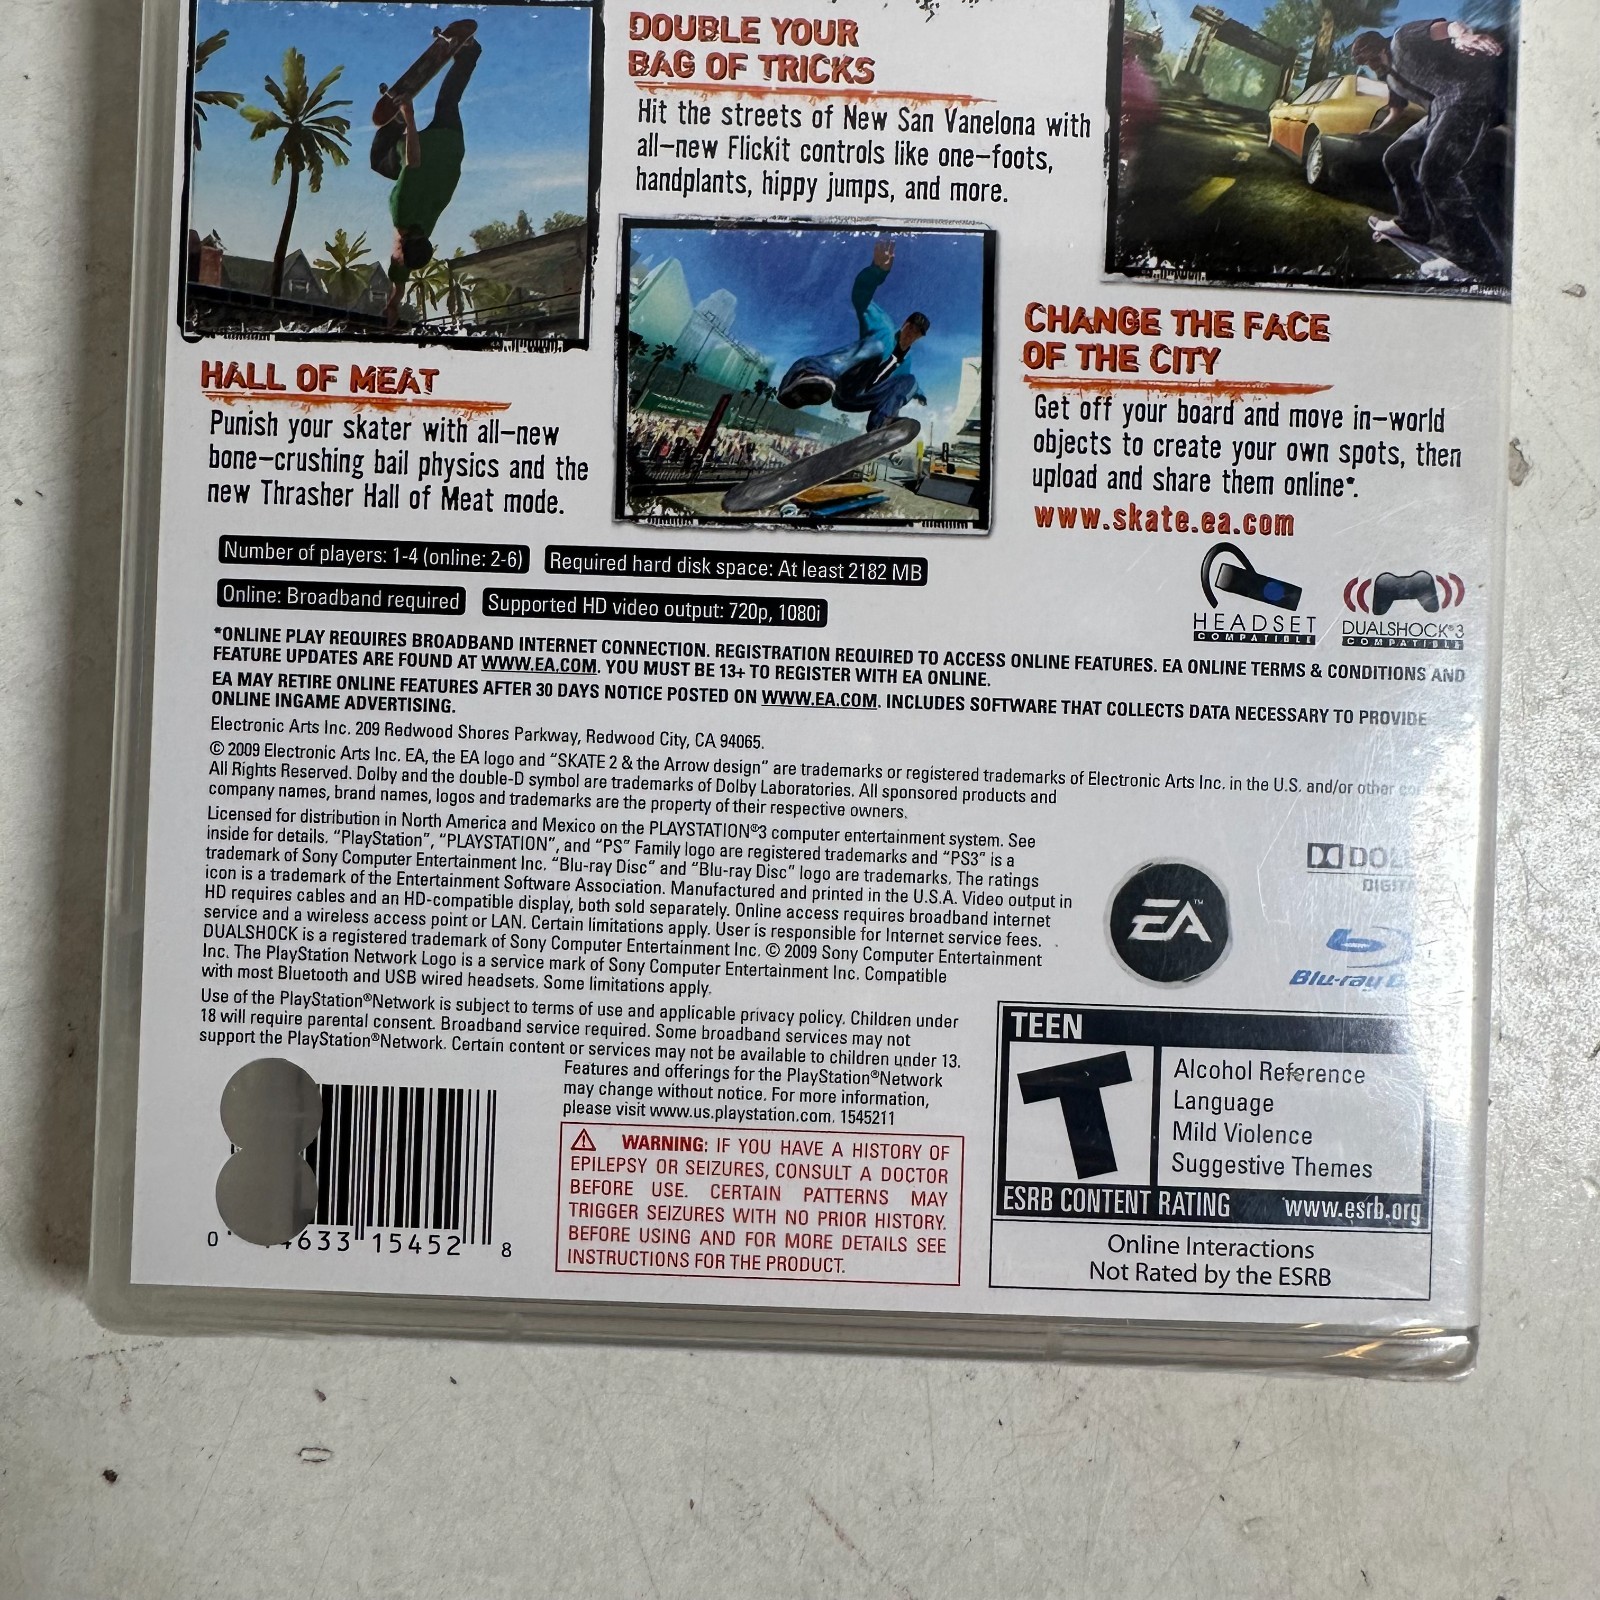 DOUBLE YOUR
BAG OF TRICKS
Hit the streets of New San Vanelona with
all-new Flickit controls like one-foots,
handplants, hippy jumps, and more.
HALL OF MEAT
Punish your skater with all-new
bone-crushing bail physics and the
new Thrasher Hall of Meat mode.
CHANGE THE FACE
OF THE CITY
Get off your board and move in-world
objects to create your own spots, then
upload and share them online*.
www.skate.ea.com
Number of players: 1-4 (online: 2-6)
Required hard disk space: At least 2182 MB
Online: Broadband required
Supported HD video output: 720p, 1080i
HEADSET
COMPATIBLE
DUALSHOCK®3
COMPATIBLE
*ONLINE PLAY REQUIRES BROADBAND INTERNET CONNECTION. REGISTRATION REQUIRED TO ACCESS ONLINE FEATURES. EA ONLINE TERMS & CONDITIONS AND
FEATURE UPDATES ARE FOUND AT WWW.EA.COM. YOU MUST BE 13+ TO REGISTER WITH EA ONLINE.
EA MAY RETIRE ONLINE FEATURES AFTER 30 DAYS NOTICE POSTED ON WWW.EA.COM. INCLUDES SOFTWARE THAT COLLECTS DATA NECESSARY TO PROVIDE
ONLINE INGAME ADVERTISING.
Electronic Arts Inc. 209 Redwood Shores Parkway, Redwood City, CA 94065.
© 2009 Electronic Arts Inc. EA, the EA logo and "SKATE 2 & the Arrow design" are trademarks or registered trademarks of Electronic Arts Inc. in the U.S. and/or other
All Rights Reserved. Dolby and the double-D symbol are trademarks of Dolby Laboratories. All sponsored products and
company names, brand names, logos and trademarks are the property of their respective owners.
Licensed for distribution in North America and Mexico on the PLAYSTATION®3 computer entertainment system. See
inside for details. "PlayStation", "PLAYSTATION", and "PS" Family logo are registered trademarks and "PS3" is a
trademark of Sony Computer Entertainment Inc. "Blu-ray Disc" and "Blu-ray Disc" logo are trademarks. The ratings
icon is a trademark of the Entertainment Software Association. Manufactured and printed in the U.S.A. Video output in
HD requires cables and an HD-compatible display, both sold separately. Online access requires broadband internet
service and a wireless access point or LAN. Certain limitations apply. User is responsible for Internet service fees.
DUALSHOCK is a registered trademark of Sony Computer Entertainment Inc. © 2009 Sony Computer Entertainment
Inc. The PlayStation Network Logo is a service mark of Sony Computer Entertainment Inc. Compatible
with most Bluetooth and USB wired headsets. Some limitations apply.
Use of the PlayStation®Network is subject to terms of use and applicable privacy policy. Children under
18 will require parental consent. Broadband service required. Some broadband services may not
support the PlayStation®Network. Certain content or services may not be available to children under 13.
Features and offerings for the PlayStation®Network
may change without notice. For more information,
please visit www.us.playstation.com. 1545211
EA™
Blu-ray
WARNING: IF YOU HAVE A HISTORY OF
EPILEPSY OR SEIZURES, CONSULT A DOCTOR
BEFORE USE. CERTAIN PATTERNS MAY
TRIGGER SEIZURES WITH NO PRIOR HISTORY.
BEFORE USING AND FOR MORE DETAILS SEE
INSTRUCTIONS FOR THE PRODUCT.
TEEN
T
Alcohol Reference
Language
Mild Violence
Suggestive Themes
ESRB CONTENT RATING www.esrb.org
Online Interactions
Not Rated by the ESRB
0 4633 15452 8